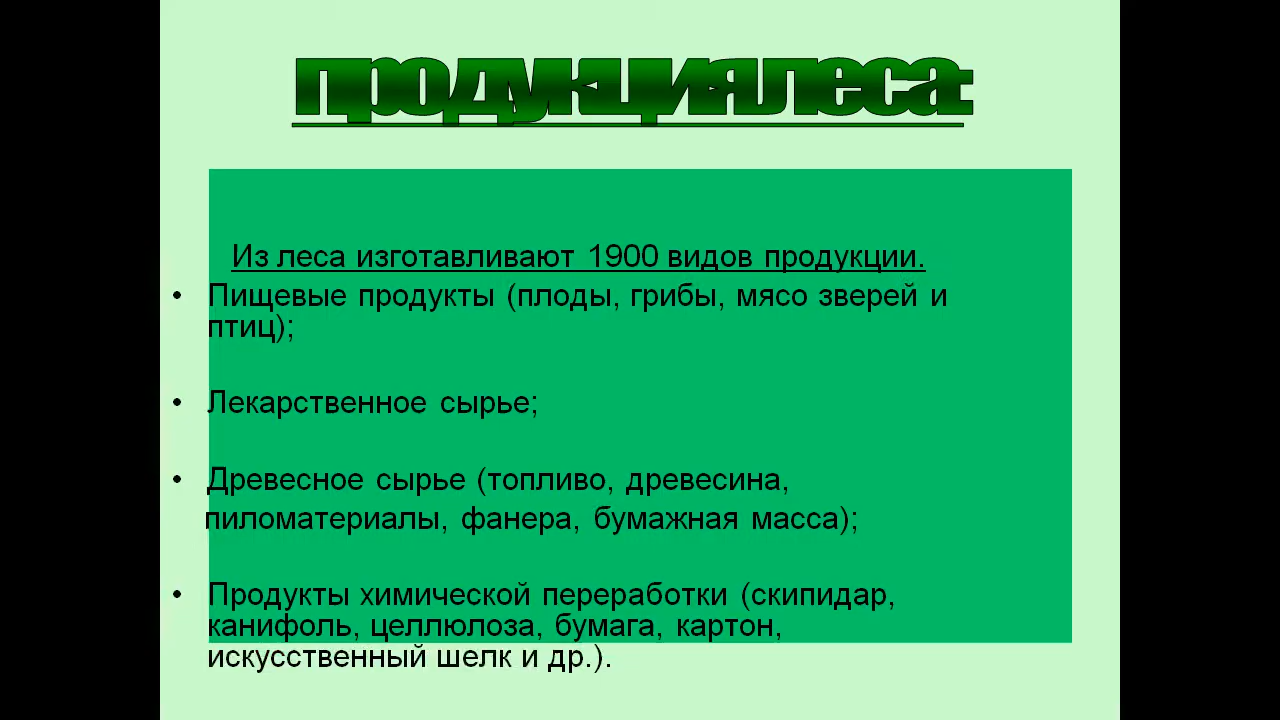 продукция леса:
Из леса изготавливают 1900 видов продукции.
• Пищевые продукты (плоды, грибы, мясо зверей и
птиц);
• Лекарственное сырье;
• Древесное сырье (топливо, древесина,
пиломатериалы, фанера, бумажная масса);
• Продукты химической переработки (скипидар,
канифоль, целлюлоза, бумага, картон,
искусственный шелк и др.).